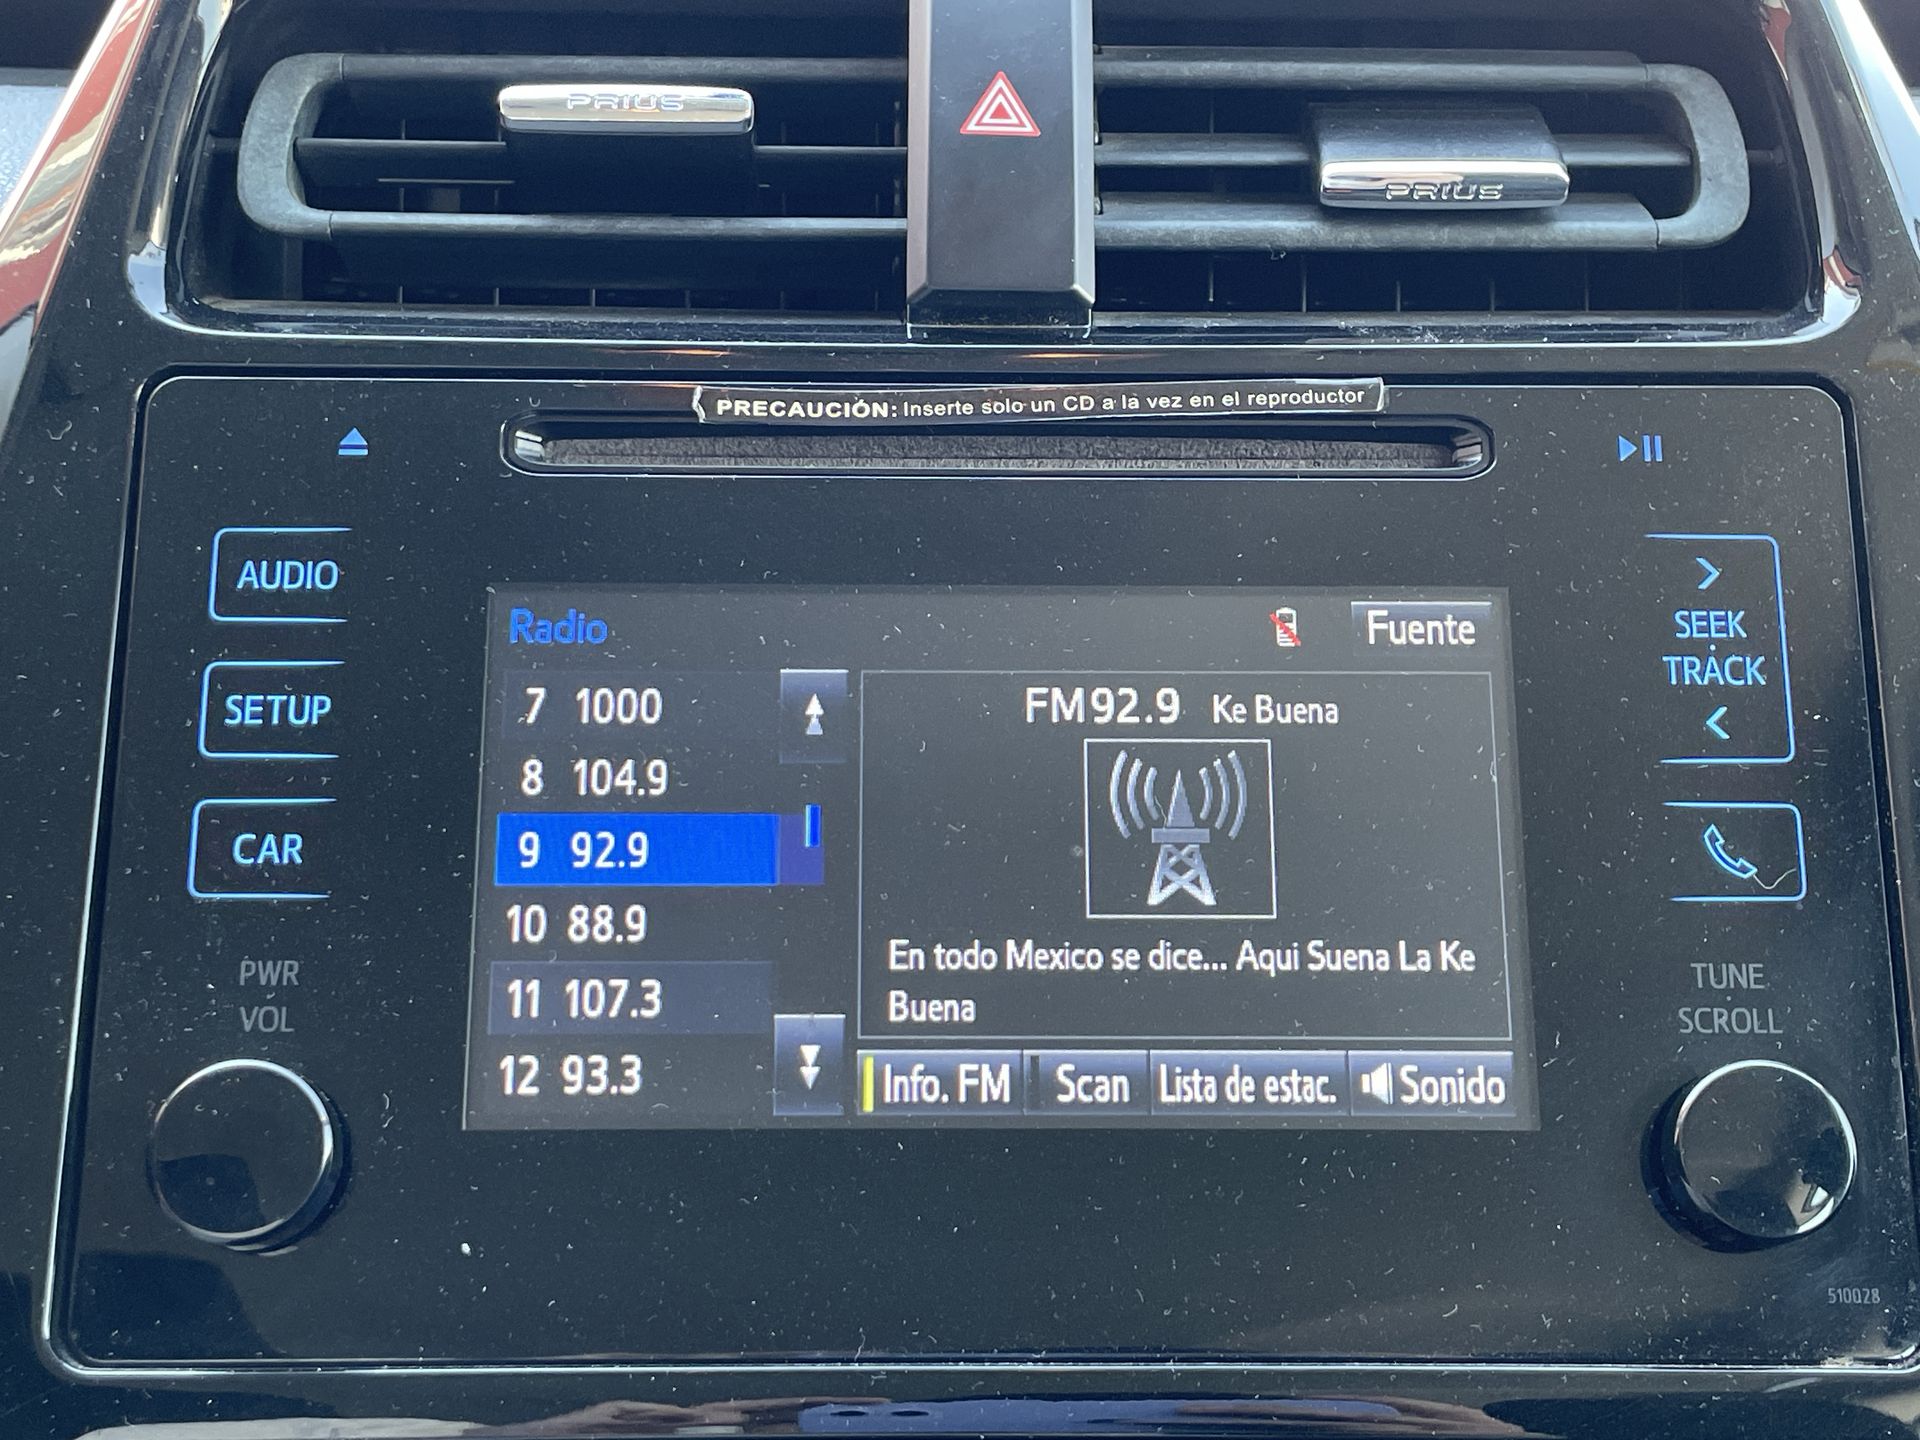 PRIUS
PRIUS
PRECAUCIÓN: Inserte solo un CD a la vez en el reproductor
AUDIO
SETUP
CAR
PWR
VOL
Radio
Fuente
7 1000
8 104.9
9 92.9
10 88.9
11 107.3
12 93.3
FM92.9 Ke Buena
En todo Mexico se dice... Aqui Suena La Ke
Buena
Info. FM
Scan
Lista de estac.
Sonido
SEEK
TRACK
TUNE
SCROLL
510028